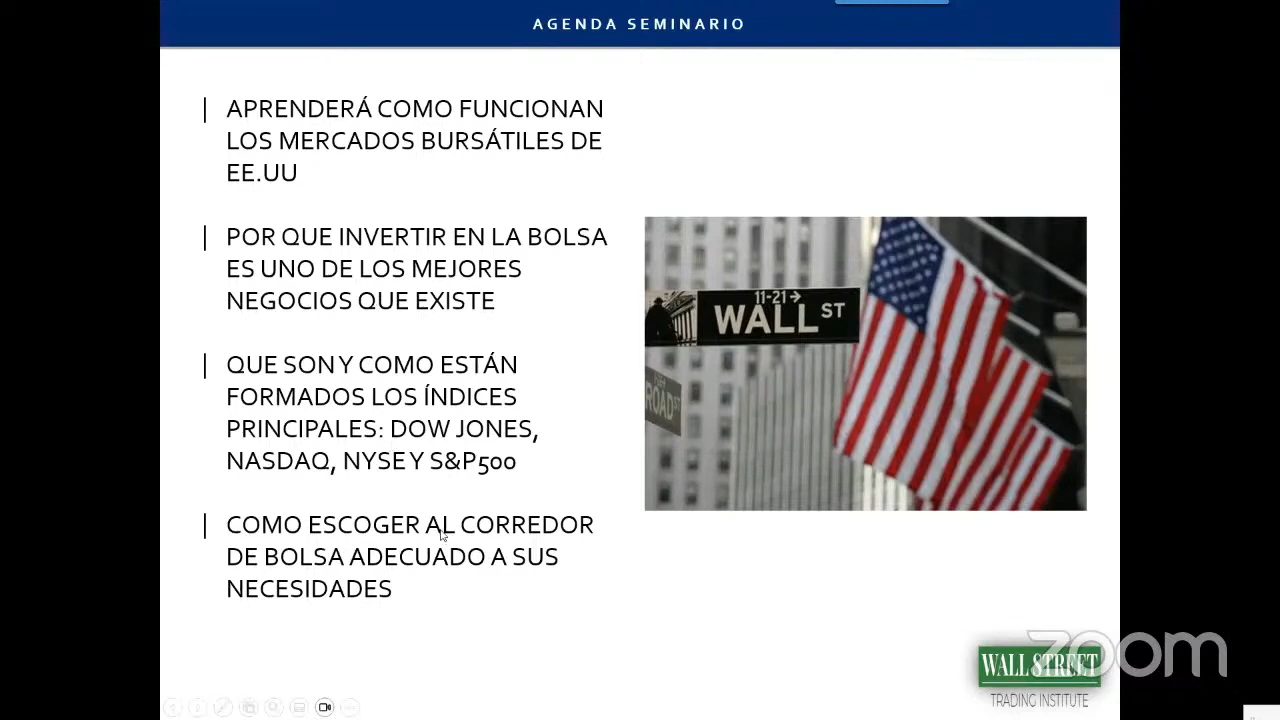 AGENDA SEMINARIO
| APRENDERÁ COMO FUNCIONAN
LOS MERCADOS BURSÁTILES DE
EE.UU
| POR QUE INVERTIR EN LA BOLSA
ES UNO DE LOS MEJORES
NEGOCIOS QUE EXISTE
| QUE SON Y COMO ESTÁN
FORMADOS LOS ÍNDICES
PRINCIPALES: DOW JONES,
NASDAQ, NYSE Y S&P500
| COMO ESCOGER AL CORREDOR
DE BOLSA ADECUADO A SUS
NECESIDADES
11-21→
WALL ST
ROAD ST
zoom
WALL STREET
TRADING INSTITUTE